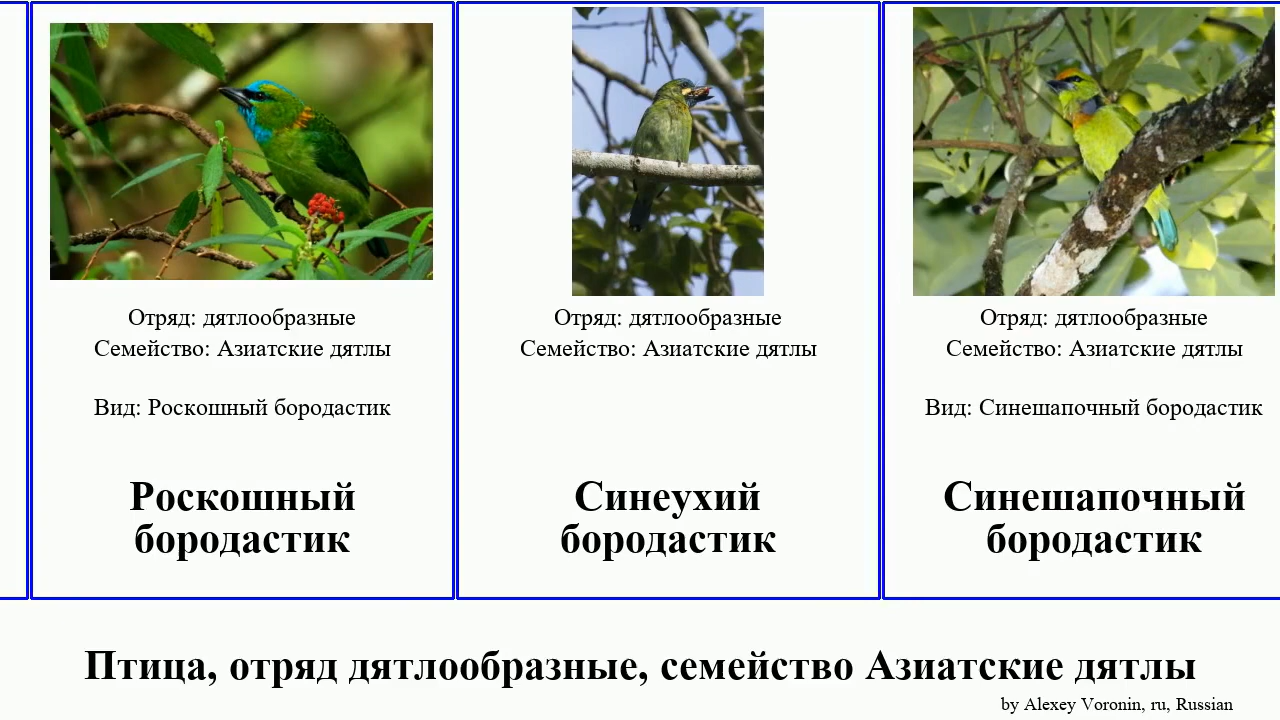 Отряд: дятлообразные
Семейство: Азиатские дятлы
Вид: Роскошный бородастик
Роскошный
бородастик
Отряд: дятлообразные
Семейство: Азиатские дятлы
Синеухий
бородастик
Отряд: дятлообразные
Семейство: Азиатские дятлы
Вид: Синешапочный бородастик
Синешапочный
бородастик
Птица, отряд дятлообразные, семейство Азиатские дятлы
by Alexey Voronin, ru, Russian